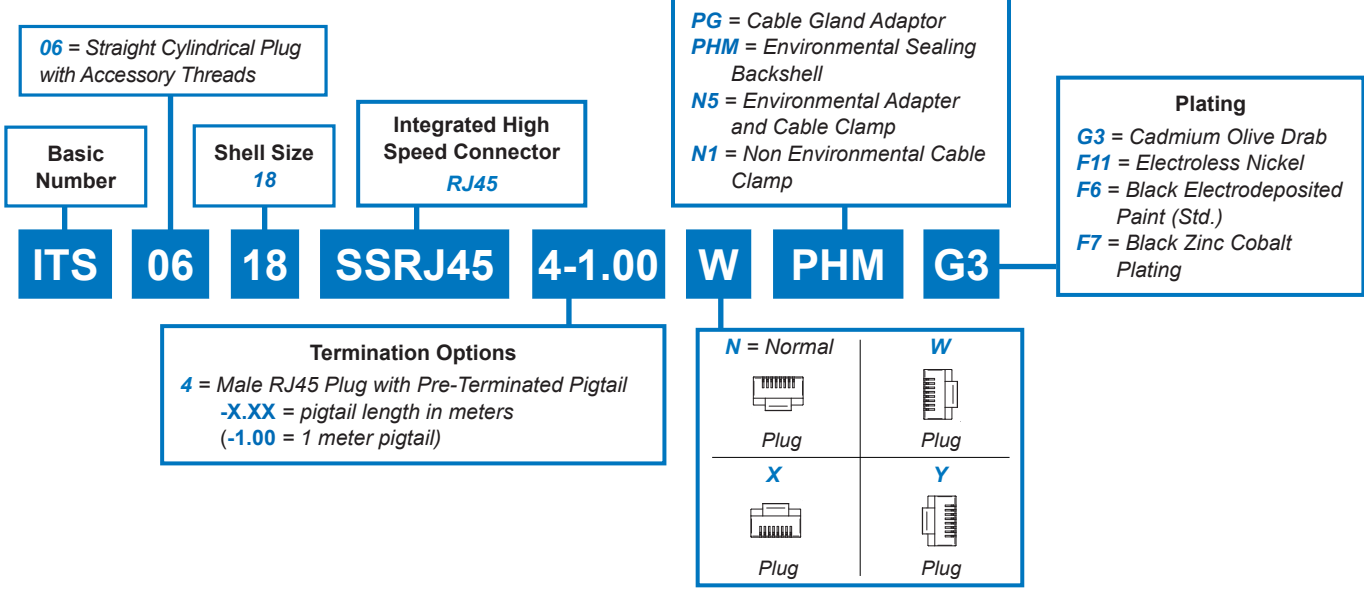 06 = Straight Cylindrical Plug
with Accessory Threads
Basic
Number
Shell Size
18
Integrated High
Speed Connector
RJ45
PG = Cable Gland Adaptor
PHM = Environmental Sealing
Backshell
N5 = Environmental Adapter
and Cable Clamp
N1 = Non Environmental Cable
Clamp
Plating
G3 = Cadmium Olive Drab
F11 = Electroless Nickel
F6 = Black Electrodeposited
Paint (Std.)
F7 = Black Zinc Cobalt
Plating
ITS 06 18 SSRJ45 4-1.00 W PHM G3
Termination Options
4 = Male RJ45 Plug with Pre-Terminated Pigtail
-X.XX = pigtail length in meters
(-1.00 = 1 meter pigtail)
N = Normal
Plug
W
Plug
X
Plug
Y
Plug